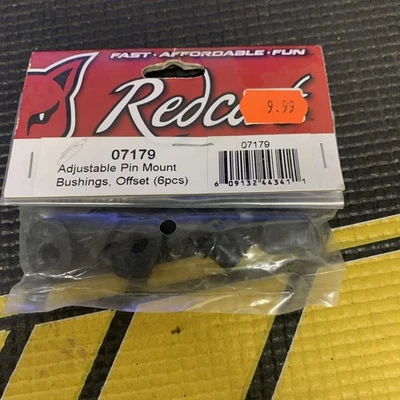 FAST · AFFORDABLE · FUN
Redcat
9.99
07179
Adjustable Pin Mount
Bushings, Offset (6pcs)
07179
6 09132 44341 1